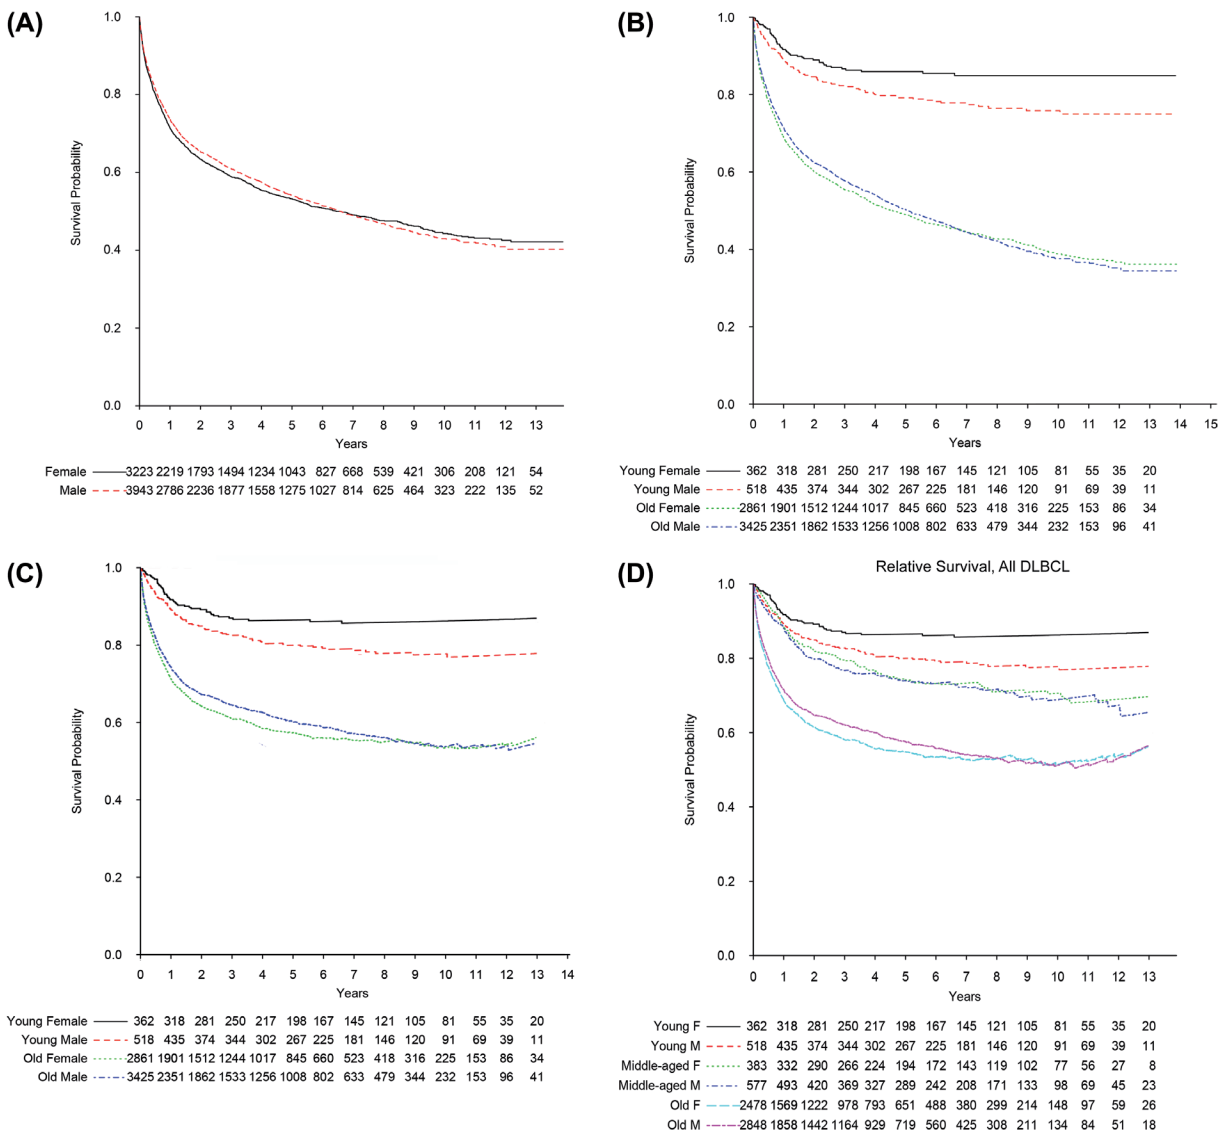 (A)
1.0
0.8
0.6
0.4
0.2
0.0
Survival Probability
0 1 2 3 4 5 6 7 8 9 10 11 12 13
Years
Female 3223 2219 1793 1494 1234 1043 827 668 539 421 306 208 121 54
Male 3943 2786 2236 1877 1558 1275 1027 814 625 464 323 222 135 52
(B)
1.0
0.8
0.6
0.4
0.2
0.0
Survival Probability
0 1 2 3 4 5 6 7 8 9 10 11 12 13 14 15
Years
Young Female 362 318 281 250 217 198 167 145 121 105 81 55 35 20
Young Male 518 435 374 344 302 267 225 181 146 120 91 69 39 11
Old Female 2861 1901 1512 1244 1017 845 660 523 418 316 225 153 86 34
Old Male 3425 2351 1862 1533 1256 1008 802 633 479 344 232 153 96 41
(C)
1.0
0.8
0.6
0.4
0.2
0.0
Survival Probability
0 1 2 3 4 5 6 7 8 9 10 11 12 13 14
Years
Young Female 362 318 281 250 217 198 167 145 121 105 81 55 35 20
Young Male 518 435 374 344 302 267 225 181 146 120 91 69 39 11
Old Female 2861 1901 1512 1244 1017 845 660 523 418 316 225 153 86 34
Old Male 3425 2351 1862 1533 1256 1008 802 633 479 344 232 153 96 41
(D)
Relative Survival, All DLBCL
1.0
0.8
0.6
0.4
0.2
0.0
Survival Probability
0 1 2 3 4 5 6 7 8 9 10 11 12 13
Years
Young F 362 318 281 250 217 198 167 145 121 105 81 55 35 20
Young M 518 435 374 344 302 267 225 181 146 120 91 69 39 11
Middle-aged F 383 332 290 266 224 194 172 143 119 102 77 56 27 8
Middle-aged M 577 493 420 369 327 289 242 208 171 133 98 69 45 23
Old F 2478 1569 1222 978 793 651 488 380 299 214 148 97 59 26
Old M 2848 1858 1442 1164 929 719 560 425 308 211 134 84 51 18